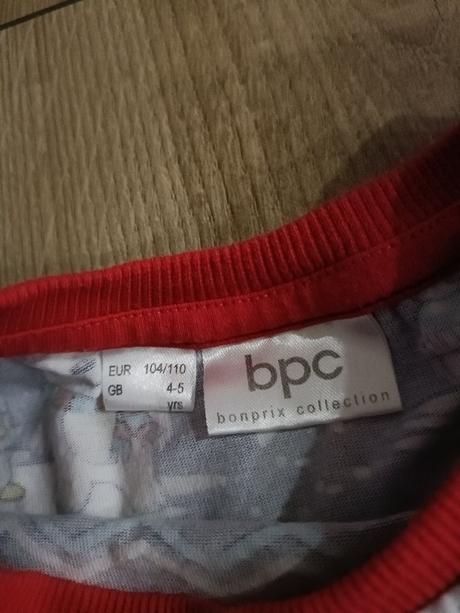 EUR 104/110
GB 4-5
yrs
bpc
bonprix collection